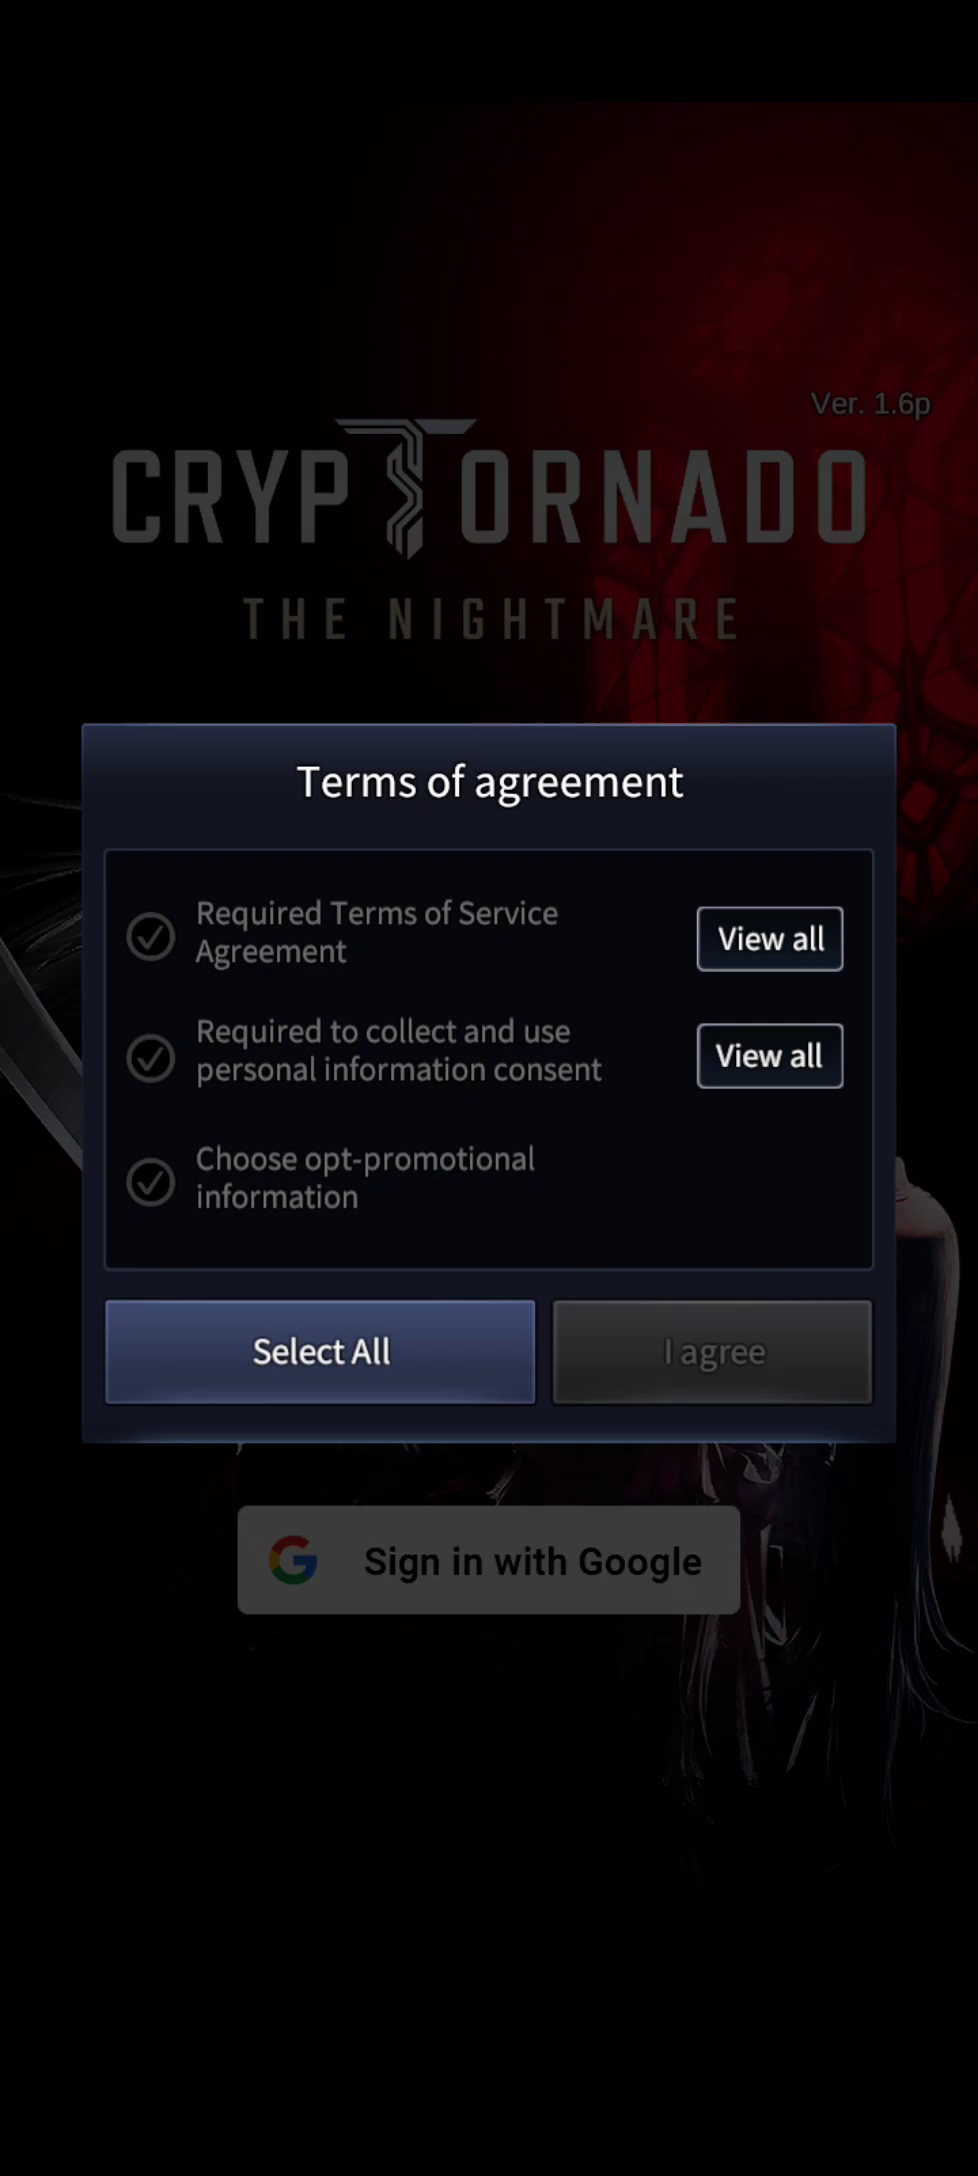 Ver. 1.6p
CRYPTORNADO
THE NIGHTMARE
Terms of agreement
Required Terms of Service
Agreement
View all
Required to collect and use
personal information consent
View all
Choose opt-promotional
information
Select All
I agree
Sign in with Google